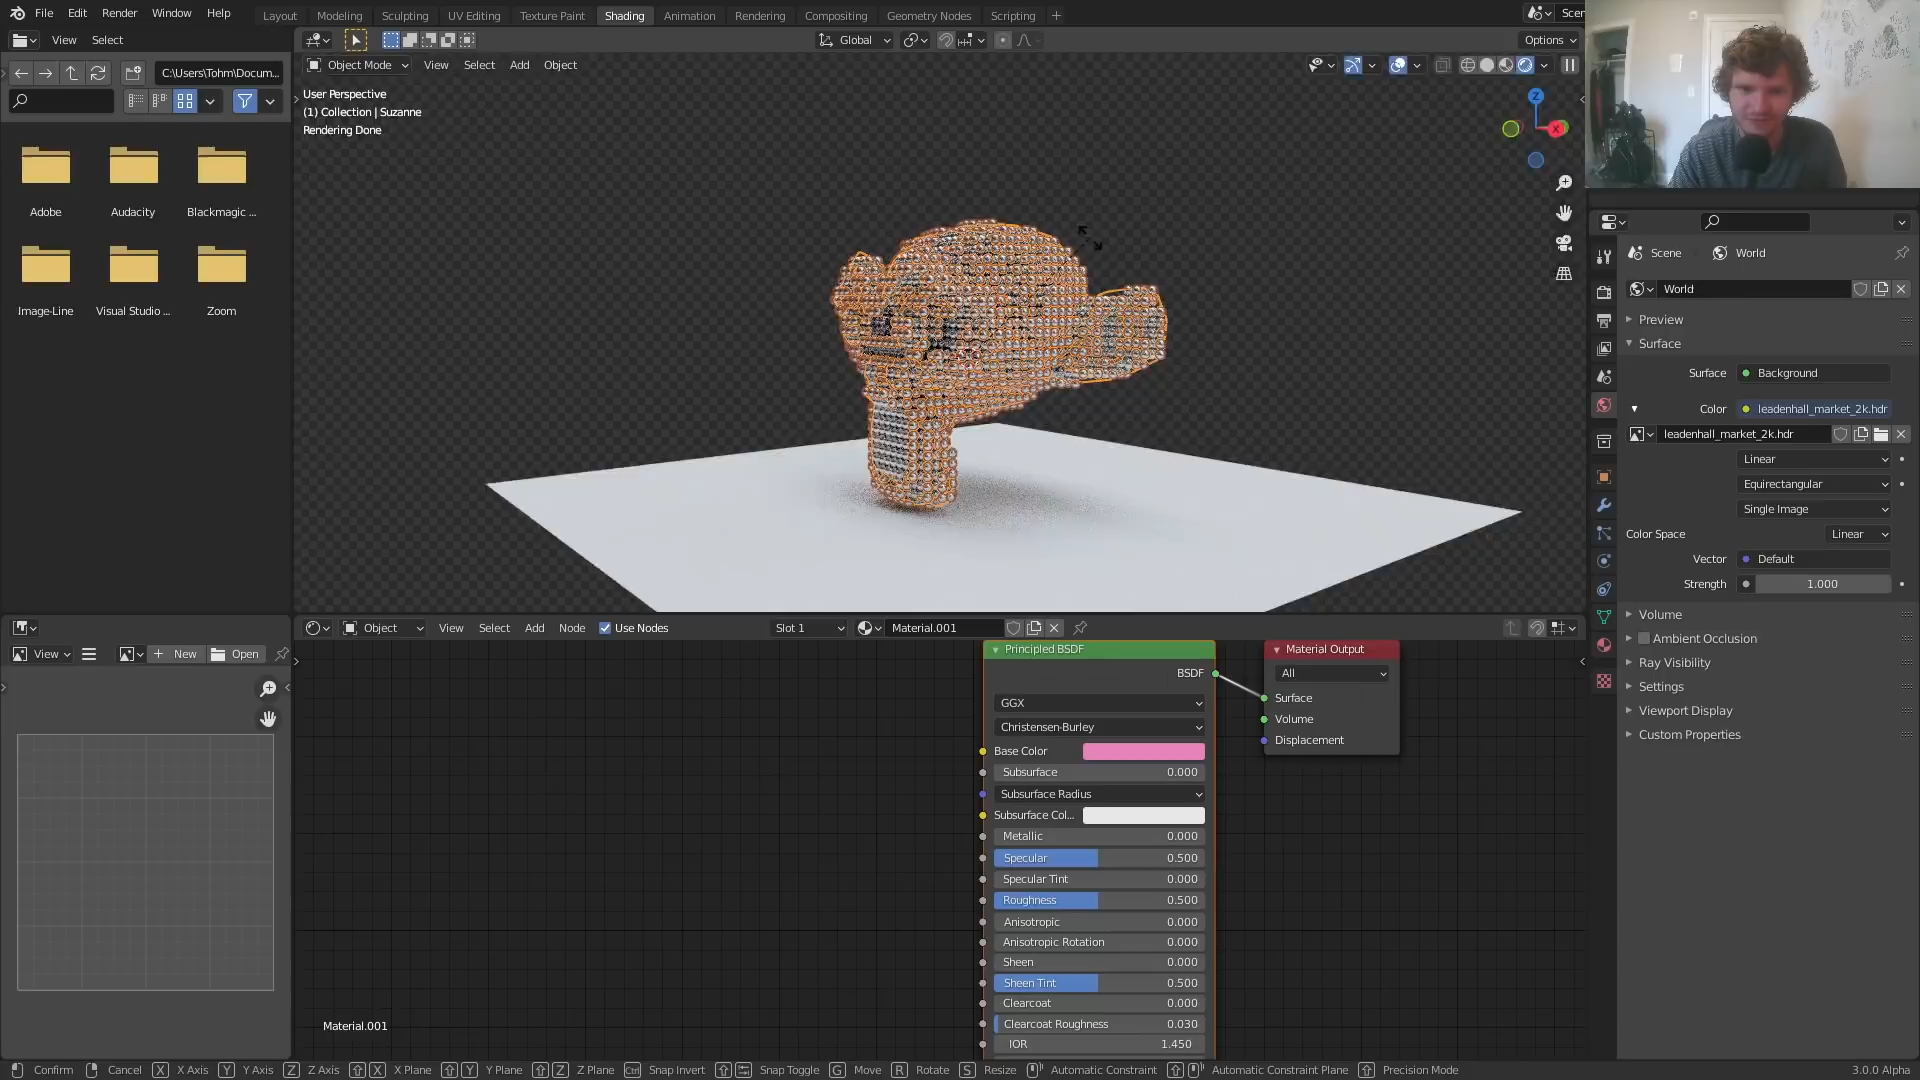 File Edit Render Window Help
Layout Modeling Sculpting UV Editing Texture Paint Shading Animation Rendering Compositing Geometry Nodes Scripting +
Scen
View Select
Global
Options
C:\Users\Tohm\Docum...
Object Mode View Select Add Object
User Perspective
(1) Collection | Suzanne
Rendering Done
Z
X
Adobe Audacity Blackmagic ...
Image-Line Visual Studio ... Zoom
Scene World
World
Preview
Surface
Surface Background
Color leadenhall_market_2k.hdr
leadenhall_market_2k.hdr
Linear
Equirectangular
Single Image
Color Space Linear
Vector Default
Strength 1.000
Volume
Ambient Occlusion
Ray Visibility
Settings
Viewport Display
Custom Properties
Object View Select Add Node Use Nodes Slot 1 Material.001
View + New Open
Principled BSDF
BSDF
GGX
Christensen-Burley
Base Color
Subsurface 0.000
Subsurface Radius
Subsurface Col...
Metallic 0.000
Specular 0.500
Specular Tint 0.000
Roughness 0.500
Anisotropic 0.000
Anisotropic Rotation 0.000
Sheen 0.000
Sheen Tint 0.500
Clearcoat 0.000
Clearcoat Roughness 0.030
IOR 1.450
Material Output
All
Surface
Volume
Displacement
Material.001
Confirm Cancel X X Axis Y Y Axis Z Z Axis X X Plane Y Y Plane Z Z Plane Ctrl Snap Invert Snap Toggle G Move R Rotate S Resize Automatic Constraint Automatic Constraint Plane Precision Mode 3.0.0 Alpha